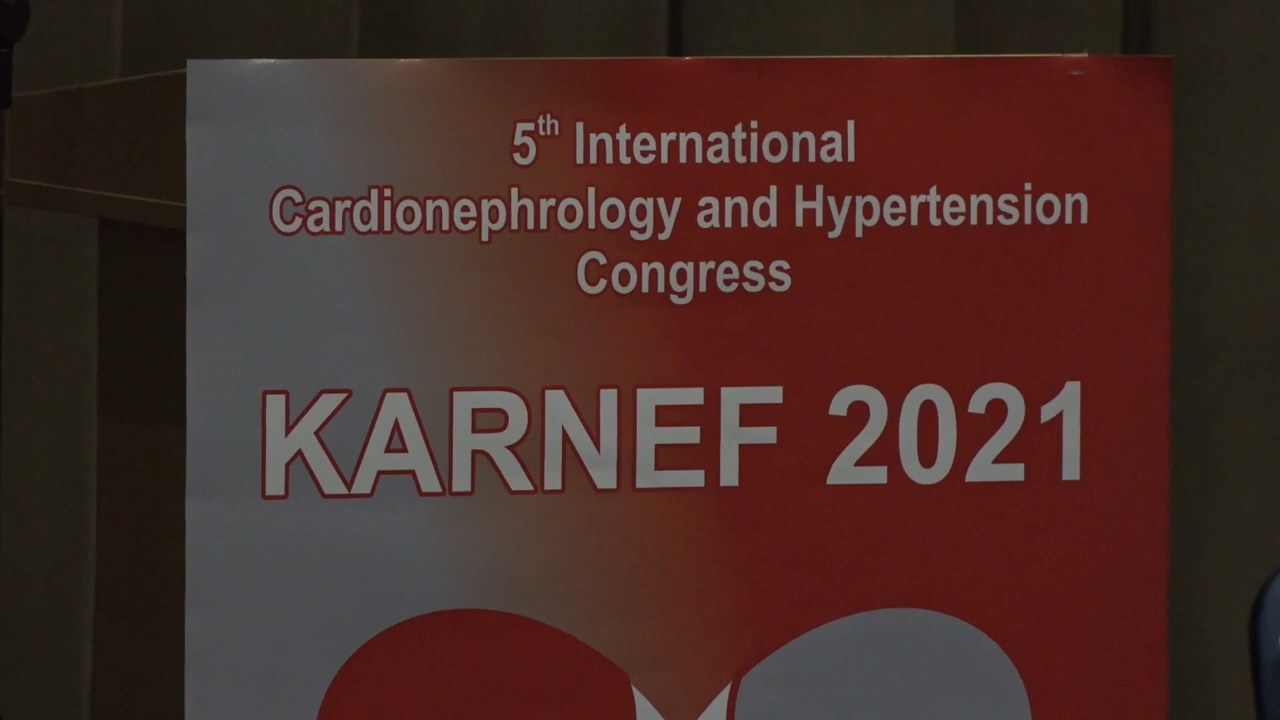 5th International
Cardionephrology and Hypertension
Congress
KARNEF 2021